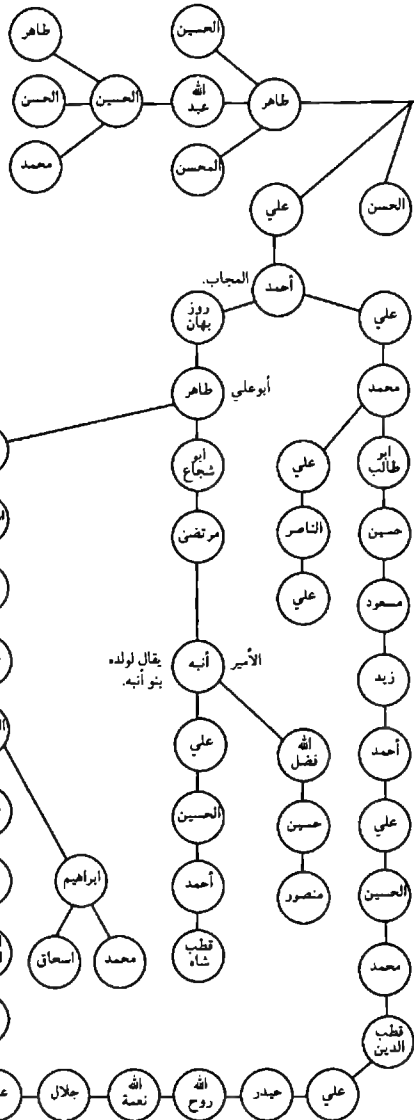 طاهر
الحسن
محمد
الحسين
الله
عبد
الحسين
المحسن
طاهر
الحسن
علي
أحمد
المجاب.
روز
بهان
علي
طاهر
أبوعلي
محمد
ابو
شجاع
علي
ابو
طالب
مرتضى
الناصر
حسين
علي
مسعود
أنبه
الأمير
يقال لولده
بنو أنبه.
زيد
علي
الله
فضل
أحمد
الحسين
حسين
علي
ابراهيم
أحمد
منصور
الحسين
اسحاق
محمد
قطب
شاه
محمد
قطب
الدين
علي
حيدر
الله
روح
الله
نعمة
جلال